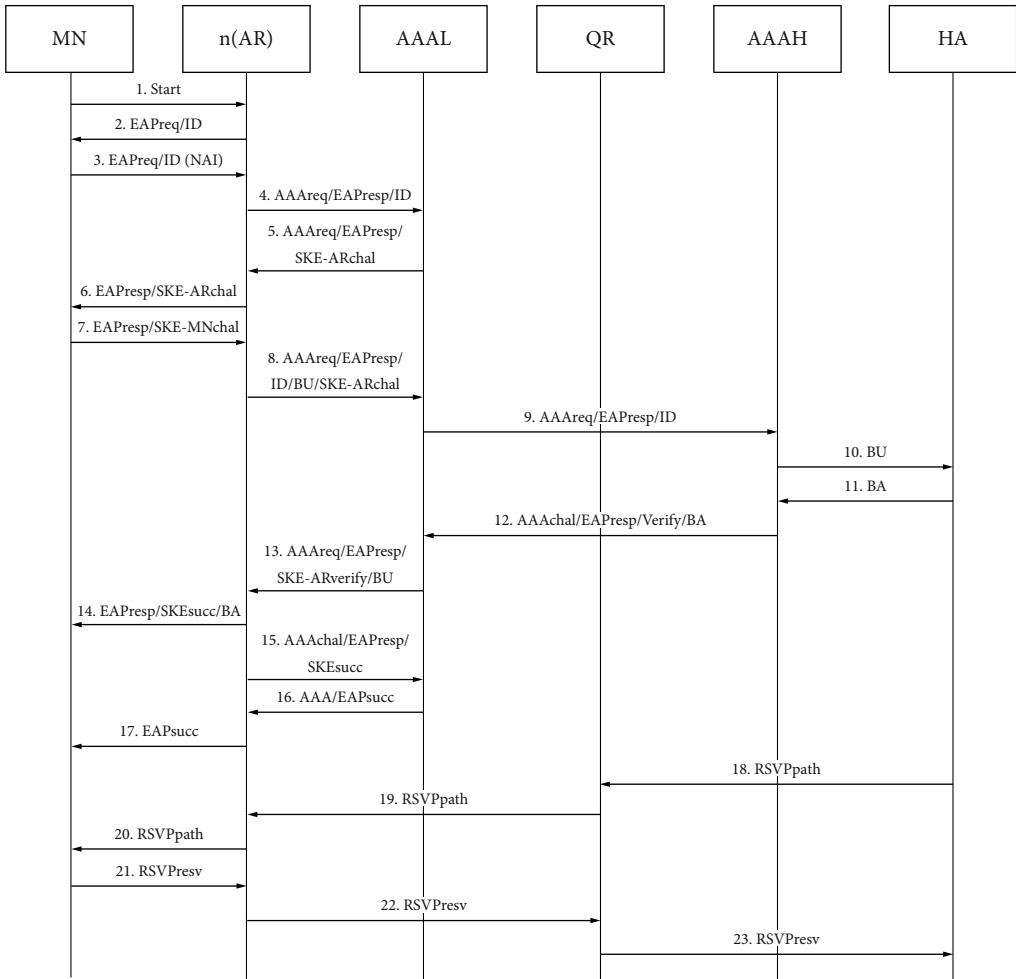 MN
n(AR)
AAAL
QR
AAAH
HA
1. Start
2. EAPreq/ID
3. EAPreq/ID (NAI)
4. AAAreq/EAPresp/ID
5. AAAreq/EAPresp/
SKE-ARchal
6. EAPresp/SKE-ARchal
7. EAPresp/SKE-MNchal
8. AAAreq/EAPresp/
ID/BU/SKE-ARchal
9. AAAreq/EAPresp/ID
10. BU
11. BA
12. AAAchal/EAPresp/Verify/BA
13. AAAreq/EAPresp/
SKE-ARverify/BU
14. EAPresp/SKEsucc/BA
15. AAAchal/EAPresp/
SKEsucc
16. AAA/EAPsucc
17. EAPsucc
18. RSVPpath
19. RSVPpath
20. RSVPpath
21. RSVPresv
22. RSVPresv
23. RSVPresv